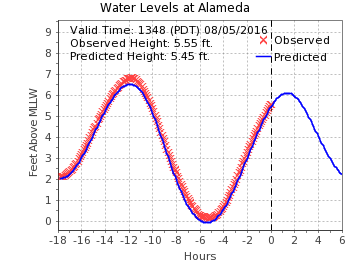 Water Levels at Alameda
Valid Time: 1348 (PDT) 08/05/2016
Observed Height: 5.55 ft.
Predicted Height: 5.45 ft.
Observed
Predicted
Feet Above MLLW
9
8
7
6
5
4
3
2
1
0
-18 -16 -14 -12 -10 -8 -6 -4 -2 0 2 4 6
Hours